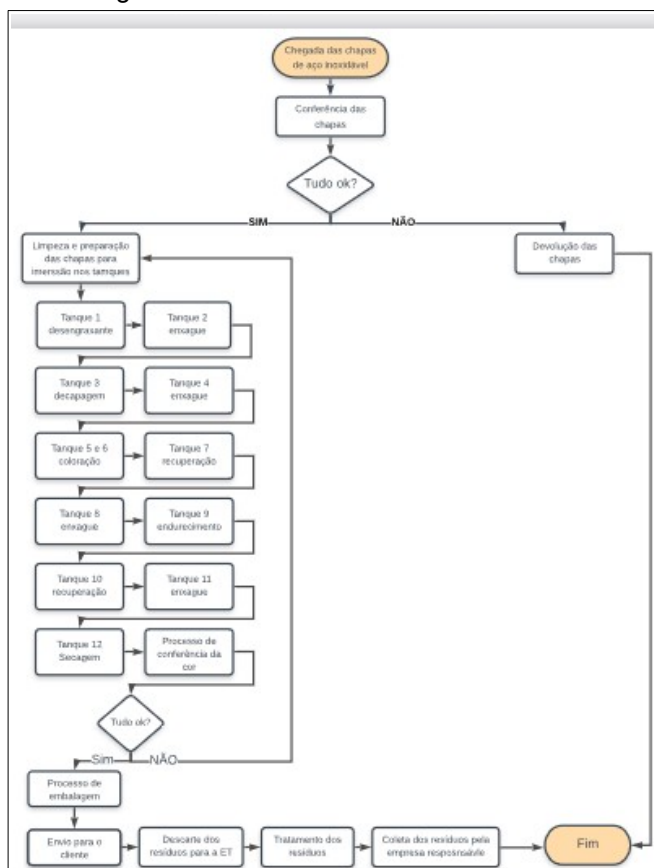 Chegada das chapas
de aço inoxidável
Conferência das
chapas
Tudo ok?
SIM
NÃO
Limpeza e preparação
das chapas para
imersão nos tanques
Devolução das
chapas
Tanque 1
desengrasante
Tanque 2
enxague
Tanque 3
decapagem
Tanque 4
enxague
Tanque 5 e 6
coloração
Tanque 7
recuperação
Tanque 8
enxague
Tanque 9
endurecimento
Tanque 10
recuperação
Tanque 11
enxague
Tanque 12
Secagem
Processo de
conferência da
cor
Tudo ok?
Sim
NÃO
Processo de
embalagem
Envio para o
cliente
Descarte dos
resíduos para a ET
Tratamento dos
resíduos
Coleta dos resíduos pela
empresa resposnsável
Fim